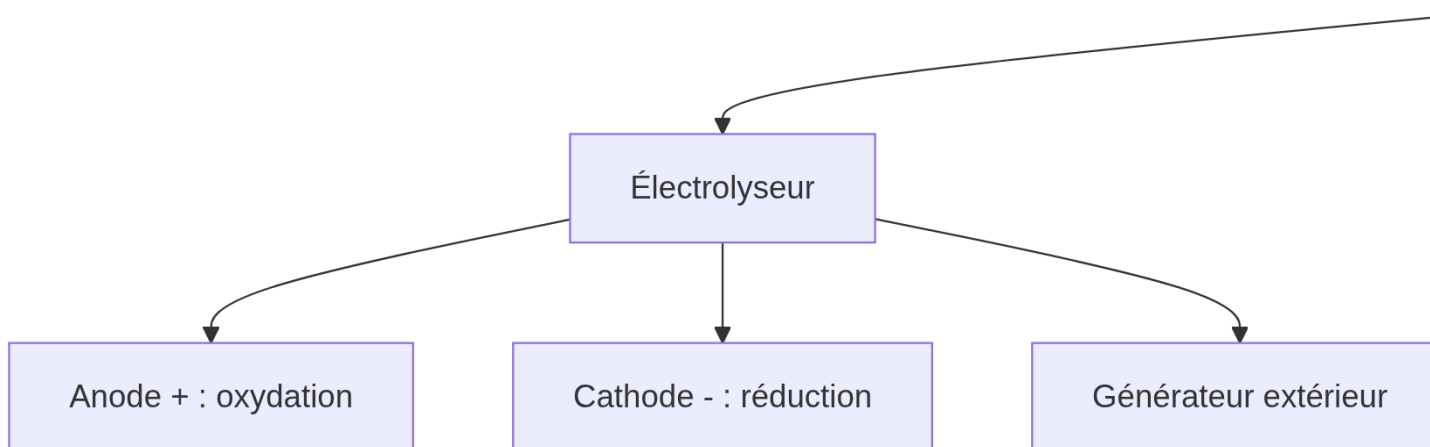 Électrolyseur
Anode + : oxydation
Cathode - : réduction
Générateur extérieur